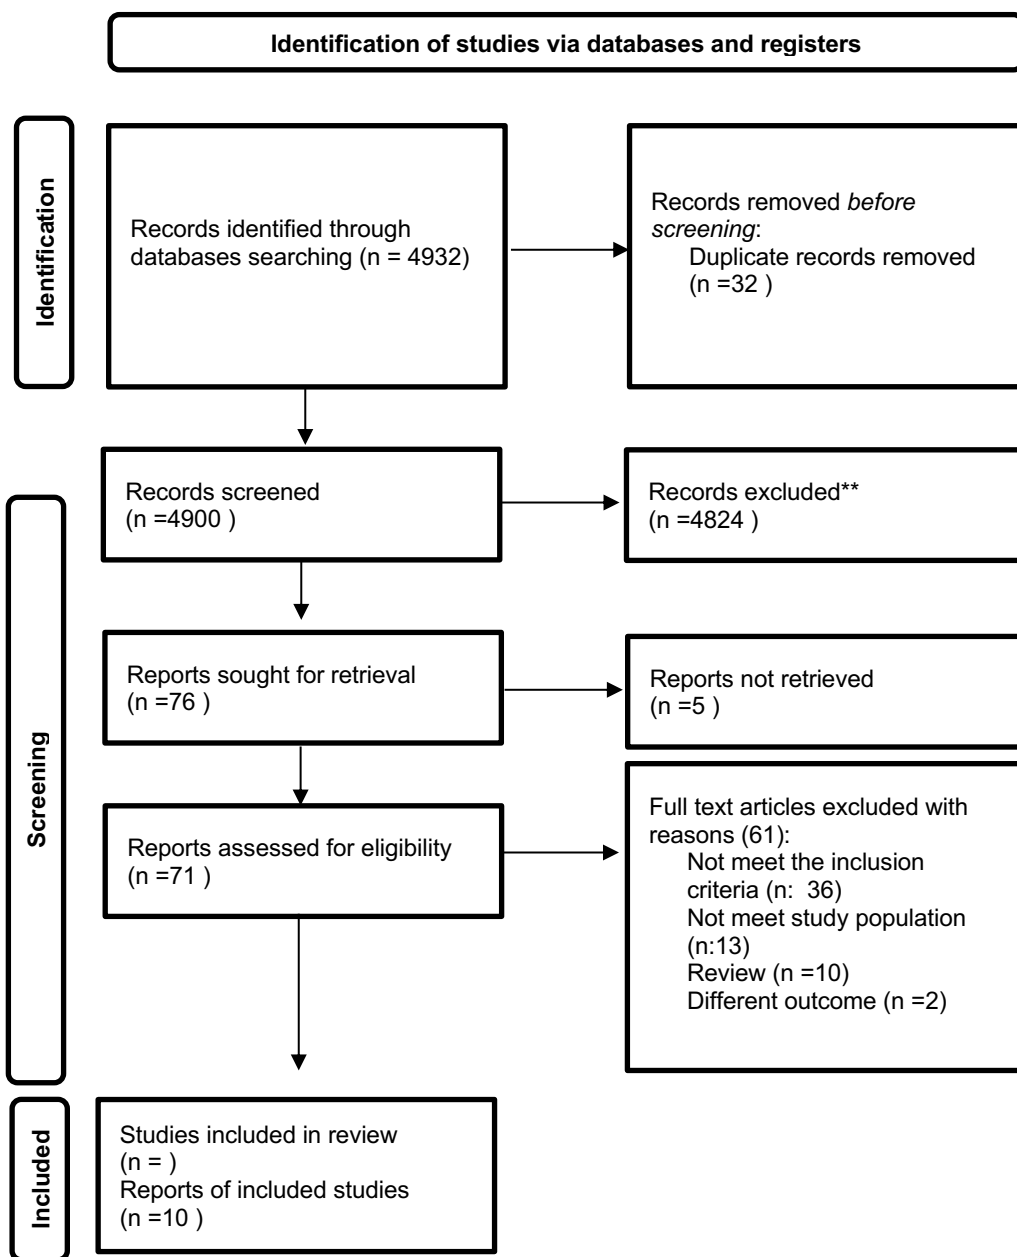 Identification of studies via databases and registers
Identification
Records identified through
databases searching (n = 4932)
Records removed before
screening:
Duplicate records removed
(n =32 )
Screening
Records screened
(n =4900 )
Records excluded**
(n =4824 )
Reports sought for retrieval
(n =76 )
Reports not retrieved
(n =5 )
Reports assessed for eligibility
(n =71 )
Full text articles excluded with
reasons (61):
Not meet the inclusion
criteria (n:  36)
Not meet study population
(n:13)
Review (n =10)
Different outcome (n =2)
Included
Studies included in review
(n = )
Reports of included studies
(n =10 )